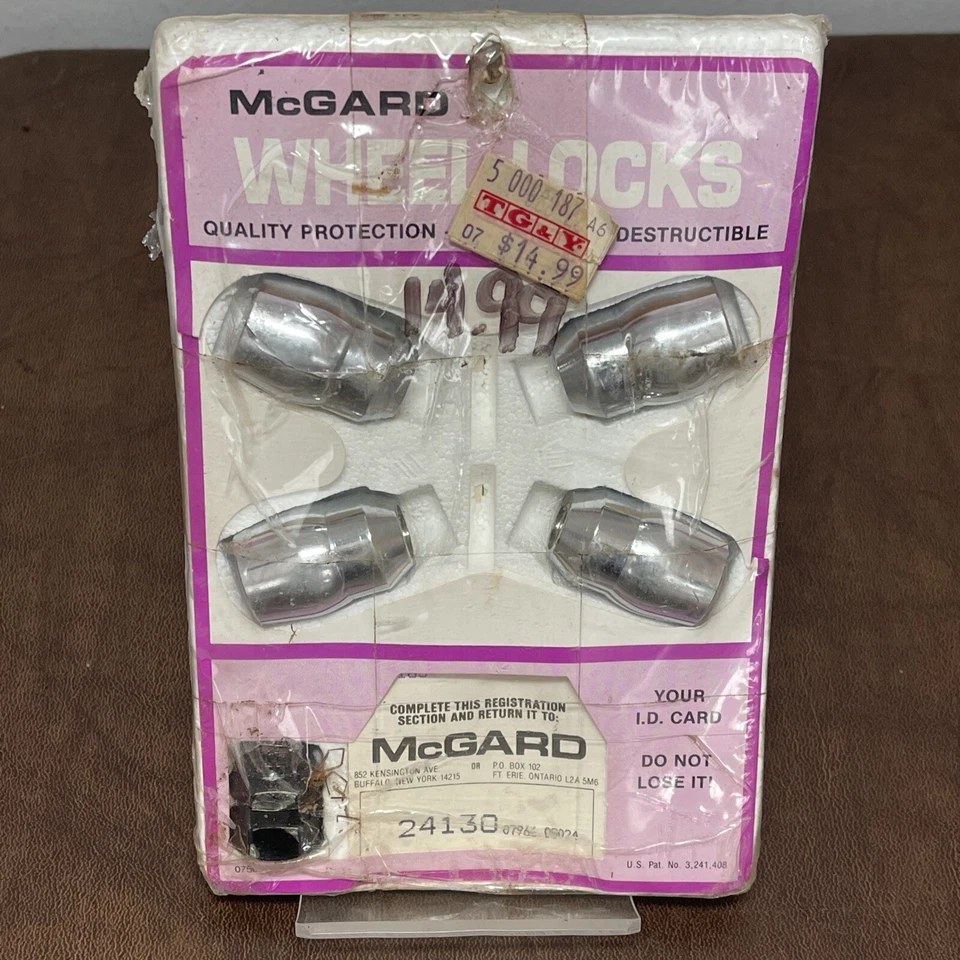 McGARD
WHEEL LOCKS
5 000 187 A6
TG&Y.
07 $14.99
QUALITY PROTECTION - DESTRUCTIBLE
14.99
YOUR
I.D. CARD
DO NOT
LOSE IT!
COMPLETE THIS REGISTRATION
SECTION AND RETURN IT TO:
McGARD
852 KENSINGTON AVE. OR P.O BOX 102
BUFFALO, NEW YORK 14215 FT ERIE, ONTARIO L2A 5M6
24130
U.S. Pat. No. 3,241,408